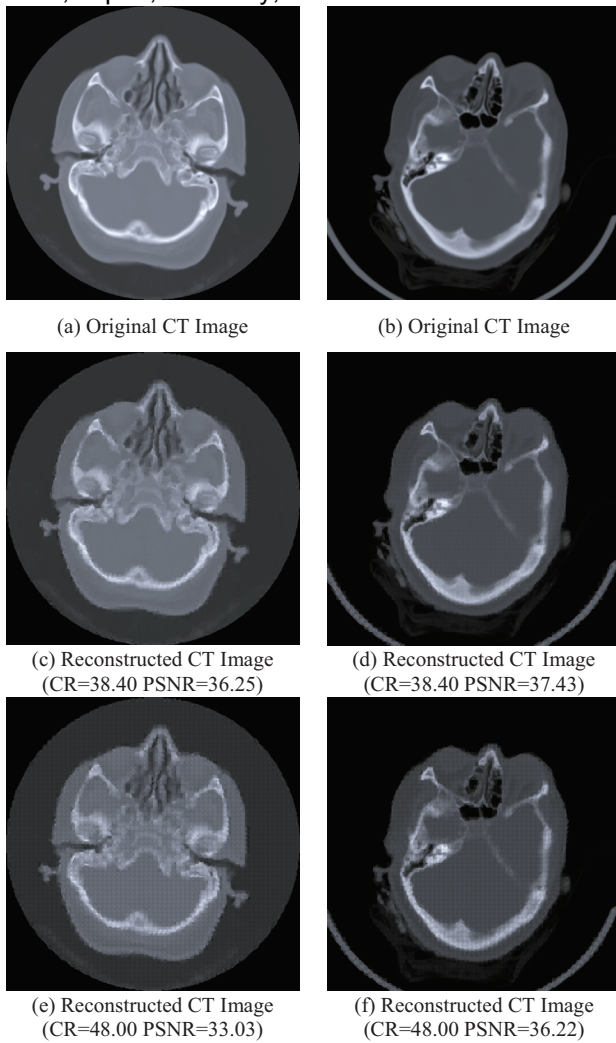 (a) Original CT Image
(b) Original CT Image
(c) Reconstructed CT Image
(CR=38.40 PSNR=36.25)
(d) Reconstructed CT Image
(CR=38.40 PSNR=37.43)
(e) Reconstructed CT Image
(CR=48.00 PSNR=33.03)
(f) Reconstructed CT Image
(CR=48.00 PSNR=36.22)